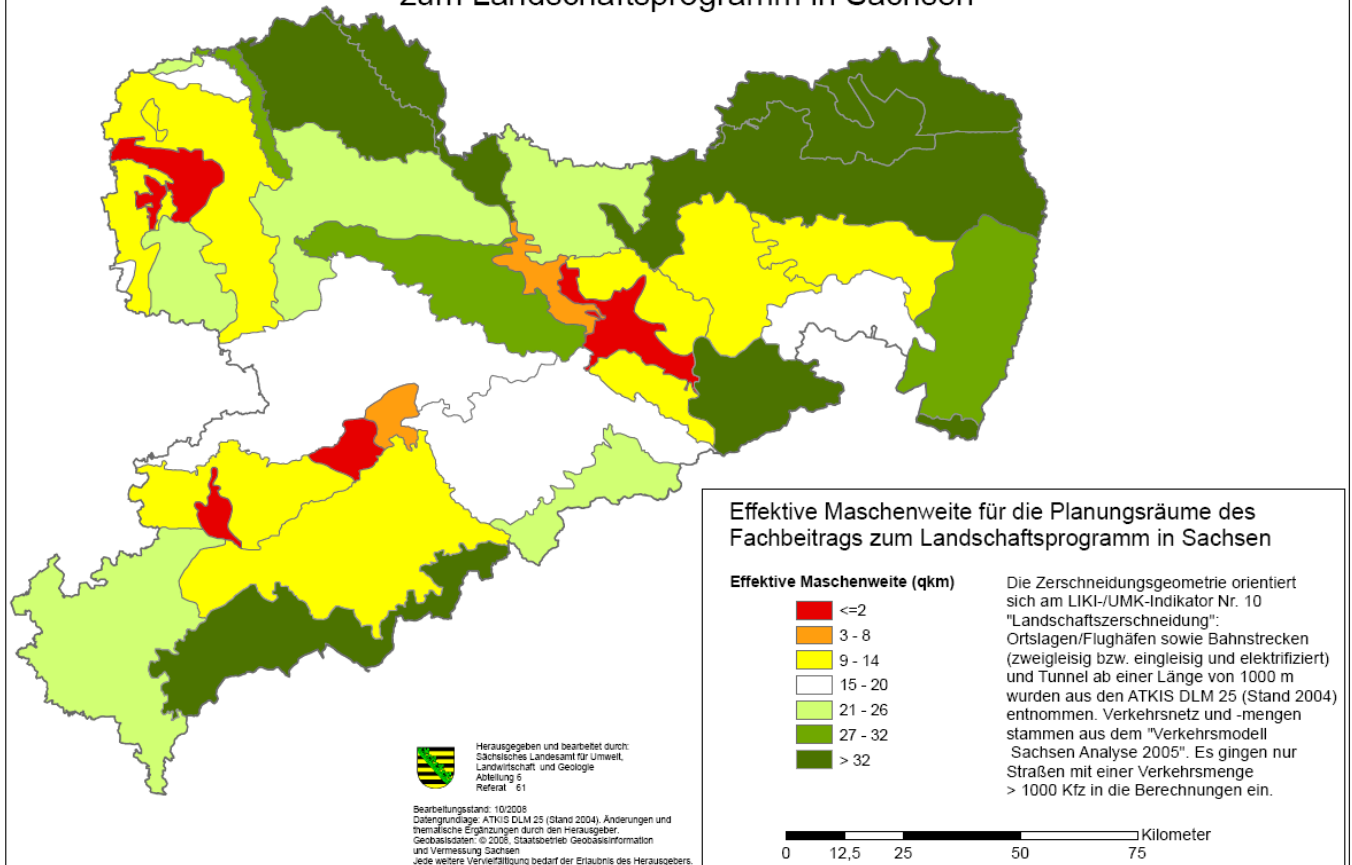 zum Landschaftsprogramm in Sachsen
Effektive Maschenweite für die Planungsräume des
Fachbeitrags zum Landschaftsprogramm in Sachsen
Effektive Maschenweite (qkm)
<=2
3 - 8
9 - 14
15 - 20
21 - 26
27 - 32
> 32
Die Zerschneidungsgeometrie orientiert
sich am LIKI-/UMK-Indikator Nr. 10
"Landschaftszerschneidung":
Ortslagen/Flughäfen sowie Bahnstrecken
(zweigleisig bzw. eingleisig und elektrifiziert)
und Tunnel ab einer Länge von 1000 m
wurden aus den ATKIS DLM 25 (Stand 2004)
entnommen. Verkehrsnetz und -mengen
stammen aus dem "Verkehrsmodell
Sachsen Analyse 2005". Es gingen nur
Straßen mit einer Verkehrsmenge
> 1000 Kfz in die Berechnungen ein.
Kilometer
0 12,5 25 50 75
Herausgegeben und bearbeitet durch:
Sächsisches Landesamt für Umwelt,
Landwirtschaft und Geologie
Abteilung 6
Referat 61
Bearbeitungsstand: 10/2008
Datengrundlage: ATKIS DLM 25 (Stand 2004). Änderungen und
thematische Ergänzungen durch den Herausgeber.
Geobasisdaten: © 2008, Staatsbetrieb Geobasisinformation
und Vermessung Sachsen
Jede weitere Vervielfältigung bedarf der Erlaubnis des Herausgebers.